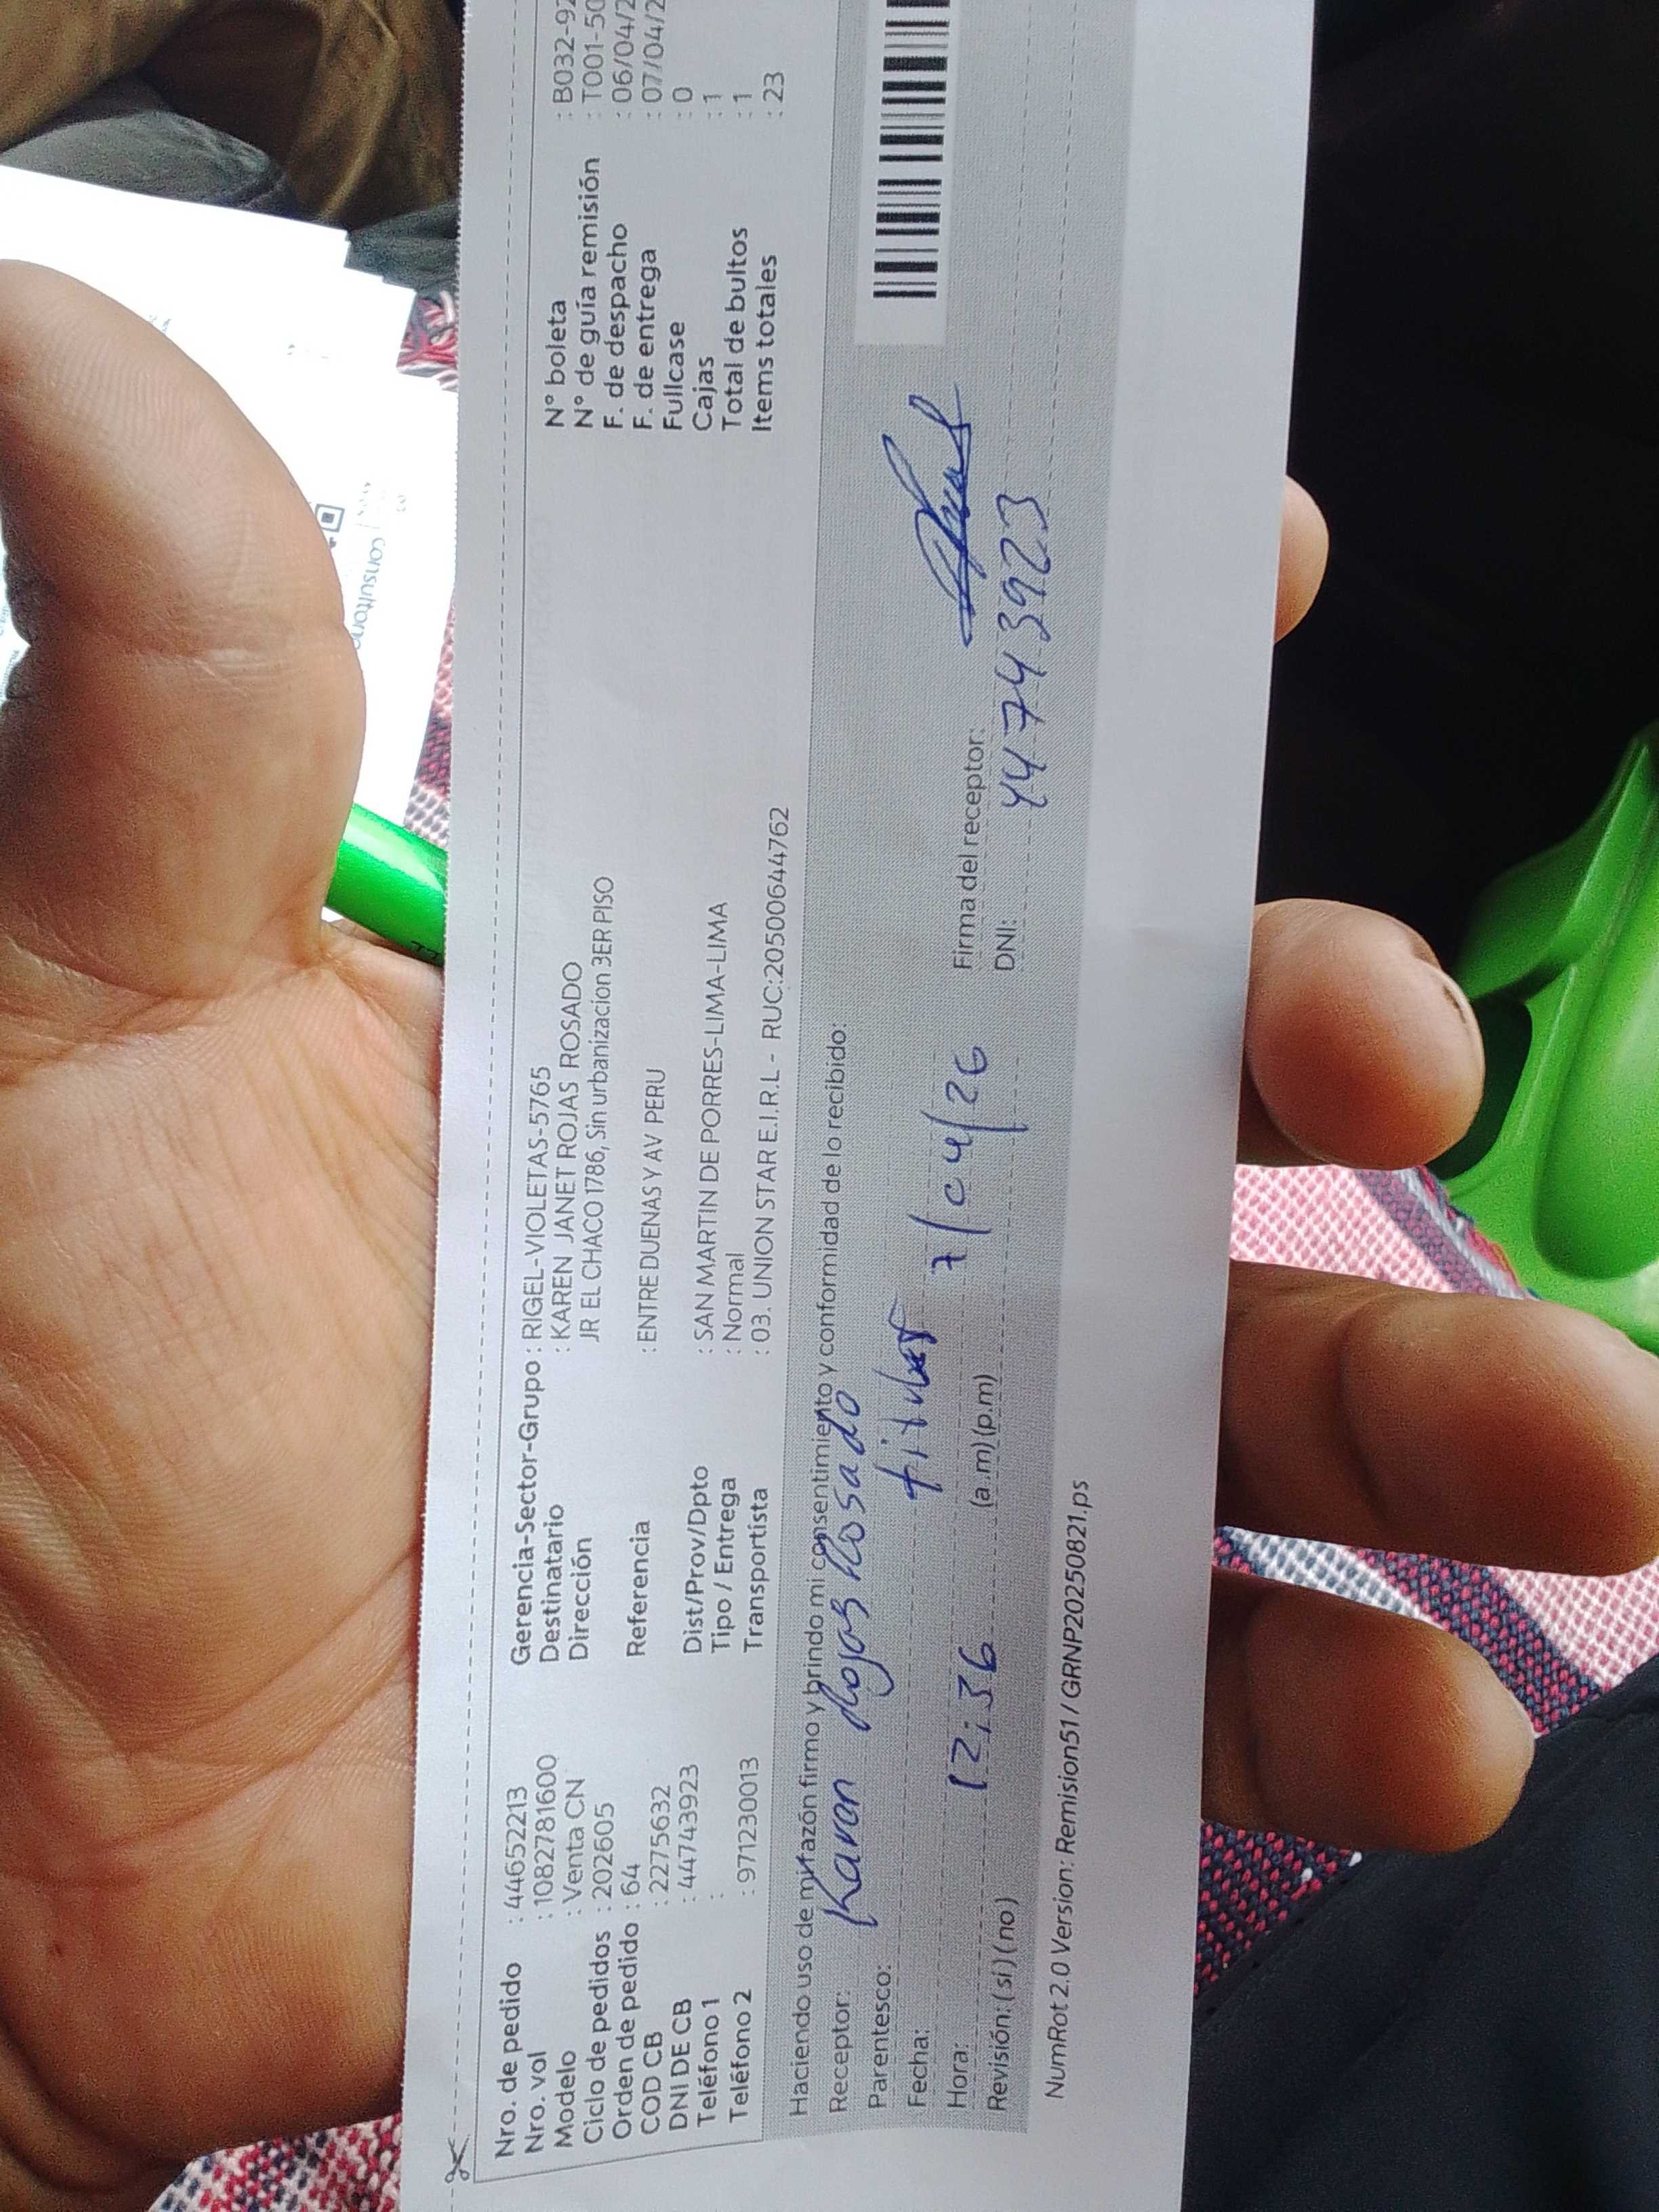 Nro. de pedido : 44652213
Nro. vol : 1082781600
Modelo : Venta CN
Ciclo de pedidos : 202605
Orden de pedido : 64
COD CB : 2275632
DNI DE CB : 44743923
Teléfono 1 :
Teléfono 2 : 971230013
Gerencia-Sector-Grupo : RIGEL-VIOLETAS-5765
Destinatario : KAREN JANET ROJAS ROSADO
Dirección JR EL CHACO 1786, Sin urbanizacion 3ER PISO
Referencia : ENTRE DUENAS Y AV PERU
Dist/Prov/Dpto : SAN MARTIN DE PORRES-LIMA-LIMA
Tipo / Entrega : Normal
Transportista : 03. UNION STAR E.I.R.L - RUC:20500644762
N° boleta : B032-92
N° de guía remisión : T001-50
F. de despacho : 06/04/2
F. de entrega : 07/04/2
Fullcase : 0
Cajas : 1
Total de bultos : 1
Items totales : 23
Haciendo uso de mi razón firmo y brindo mi consentimiento y conformidad de lo recibido:
Receptor: Karen Rojas Rosado
Parentesco: titular
Fecha: 7/04/26
Hora: 12:36 (a.m) (p.m)
Revisión: (si) (no)
Firma del receptor:
DNI: 44743923
NumRot 2.0 Version: Remision51 / GRNP20250821.ps
consultora